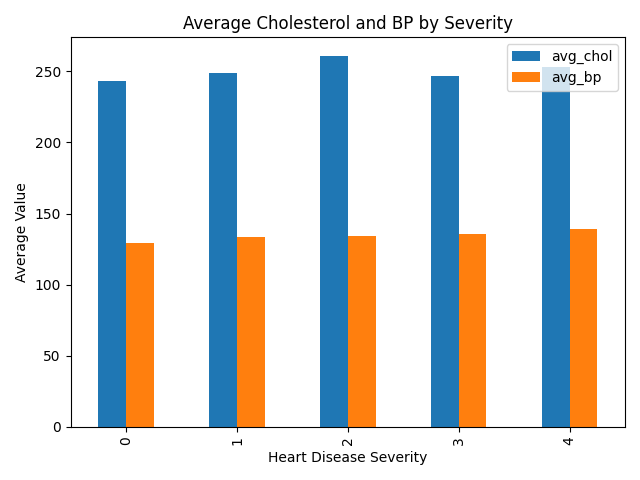 Average Cholesterol and BP by Severity
avg_chol
avg_bp
Average Value
250
200
150
100
50
0
0 1 2 3 4
Heart Disease Severity